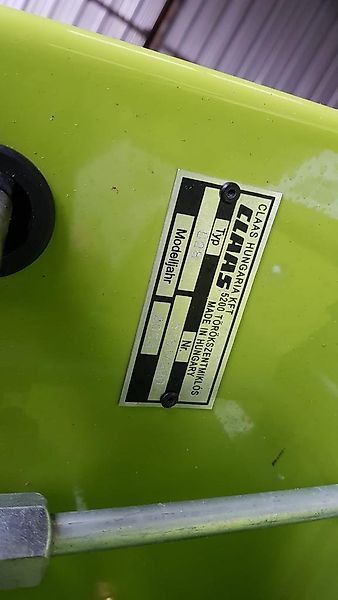 CLAAS HUNGARIA KFT
CLAAS
5200 TÖRÖKSZENTMIKLÓS
MADE IN HUNGARY
Typ
Nr.
Modelljahr